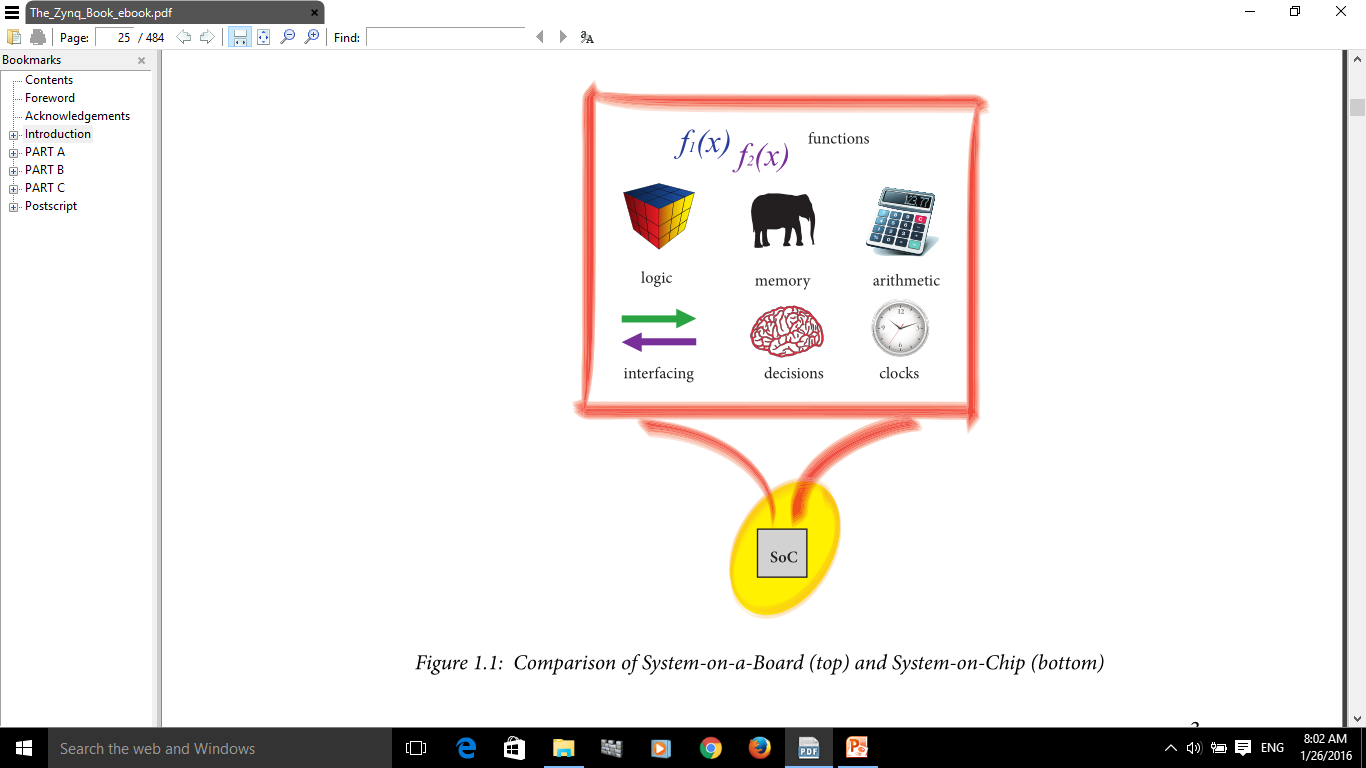 The_Zynq_Book_ebook.pdf ×
Page: 25 / 484 Find:
Bookmarks ×
Contents
Foreword
Acknowledgements
Introduction
PART A
PART B
PART C
Postscript
f1(x) f2(x) functions
logic memory arithmetic
interfacing decisions clocks
SoC
Figure 1.1: Comparison of System-on-a-Board (top) and System-on-Chip (bottom)
Search the web and Windows
PDF
ENG
8:02 AM
1/26/2016